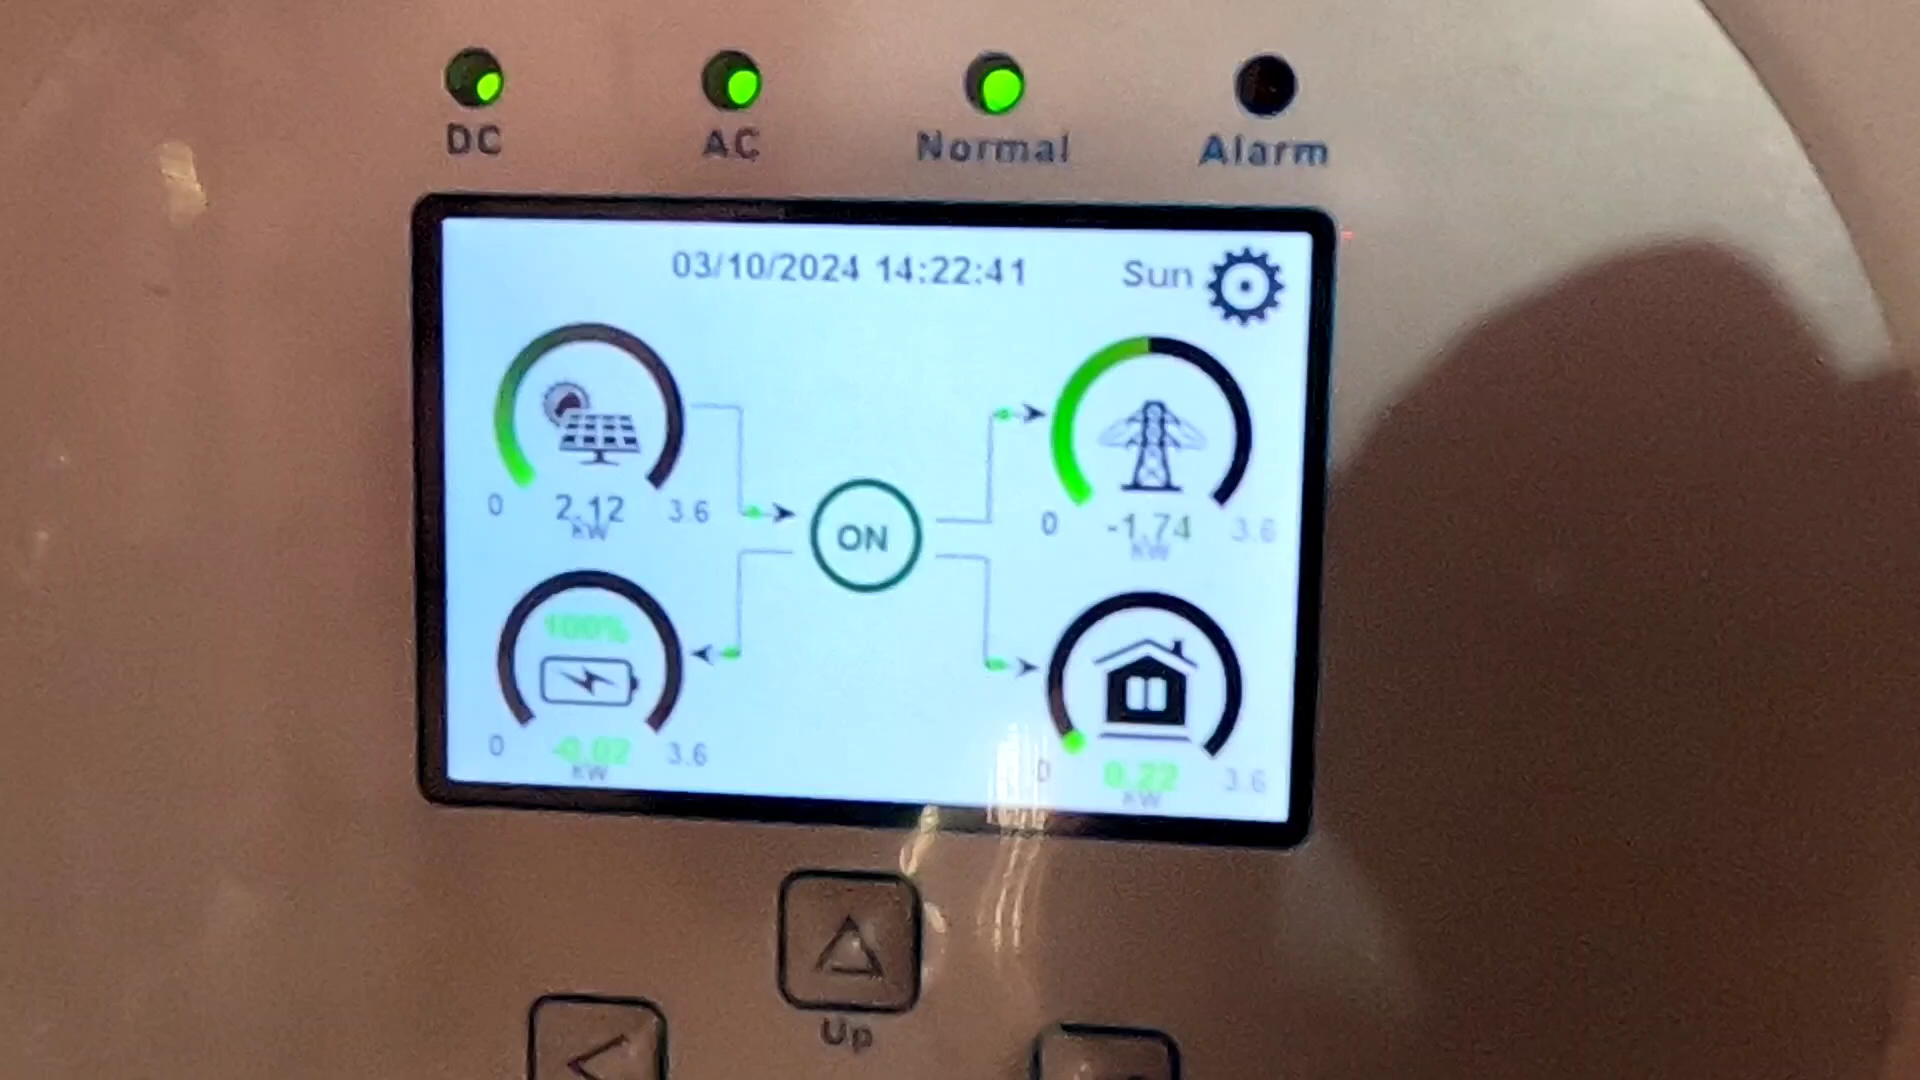 DC AC Normal Alarm
03/10/2024 14:22:41 Sun
0 2.12 3.6
kW
0 -1.74 3.6
kW
ON
100%
0 -0.02 3.6
kW
0 0.22 3.6
kW
Up